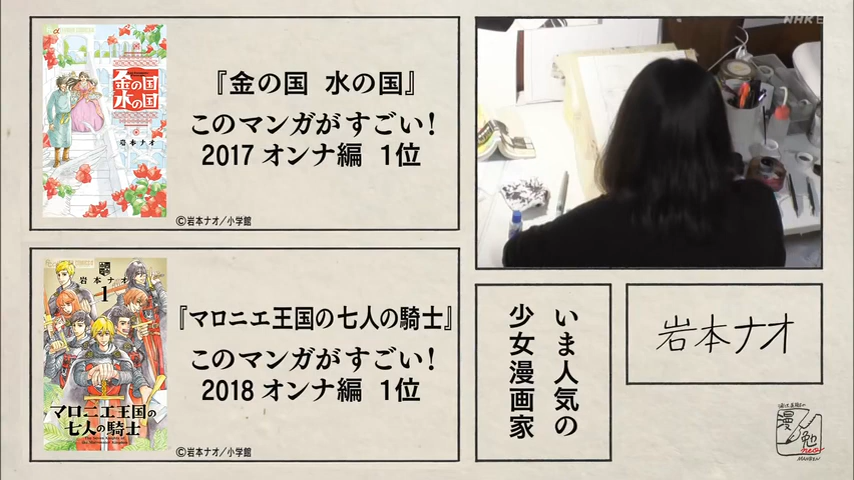 NHK E
金の国
水の国
岩本ナオ
『金の国 水の国』
このマンガがすごい!
2017 オンナ編 1位
©岩本ナオ/小学館
岩本ナオ
1
マロニエ王国の
七人の騎士
『マロニエ王国の七人の騎士』
このマンガがすごい!
2018 オンナ編 1位
©岩本ナオ/小学館
いま人気の
少女漫画家
岩本ナオ
漫勉
neo
MANBEN